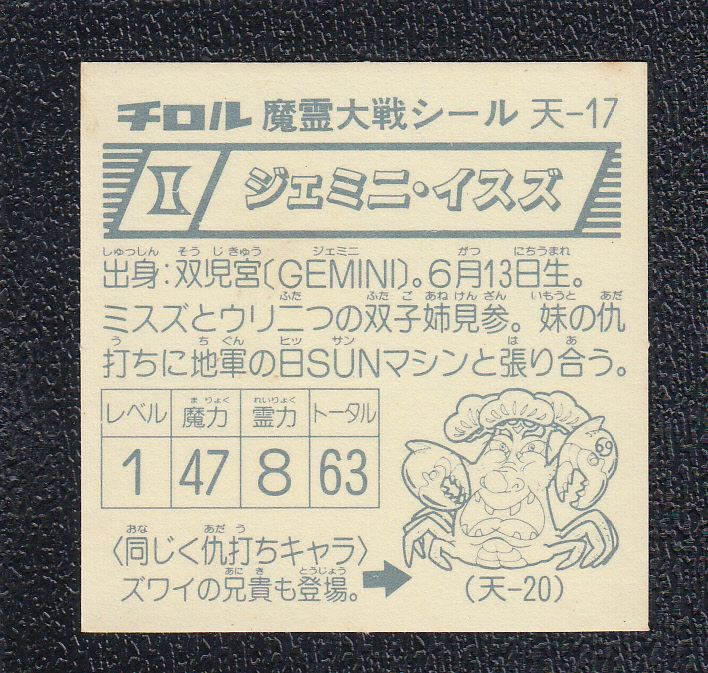 チロル 魔霊大戦シール 天-17
II ジェミニ・イスズ
しゅっしん そうじきゅう ジェミニ がつ にちうまれ
出身:双児宮(GEMINI)。6月13日生。
ふた ふたご あねけんざん いもうと あだ
ミスズとウリ二つの双子姉見参。妹の仇
う ちぐん ヒッサン は あ
打ちに地軍の日SUNマシンと張り合う。
まりょく れいりょく
レベル 魔力 霊力 トータル
1 47 8 63
69
おな あだう
〈同じく仇打ちキャラ〉
あにき とうじょう
ズワイの兄貴も登場。
(天-20)